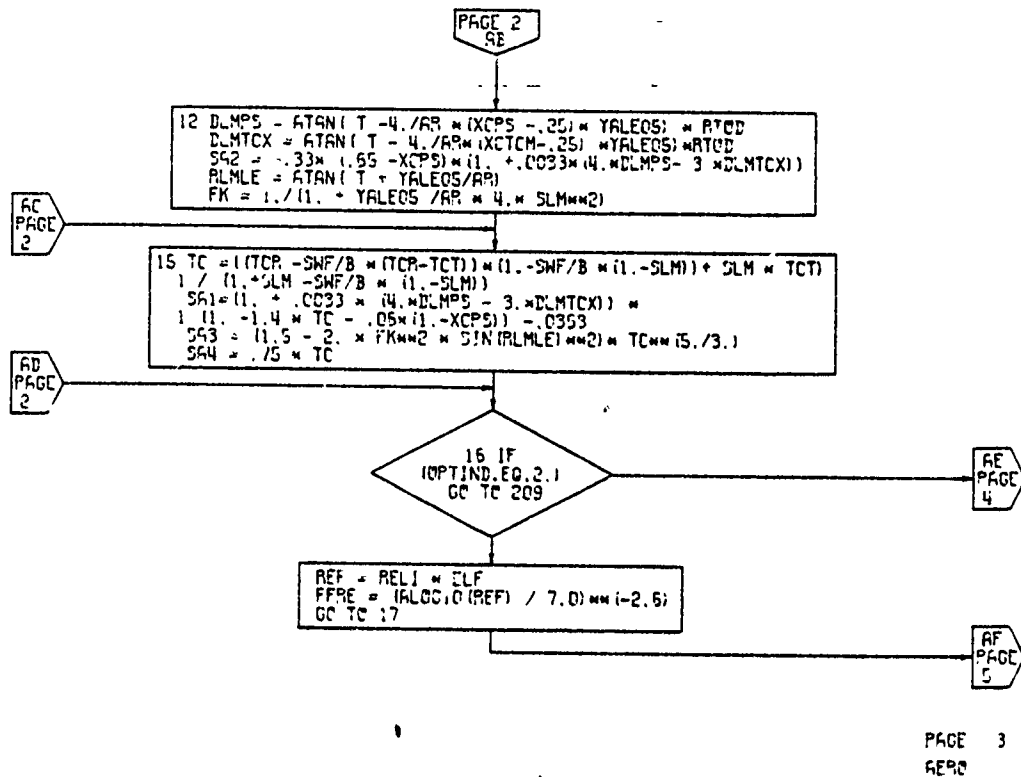 PAGE 2
AB
12 DLMPS = ATAN( T -4./AR * (XCPS -.25)* YALEOS) * RTOD
DLMTCX = ATAN( T - 4./AR* (XCTCM-.25) *YALEOS)*RTOD
SA2 = -.33* (.65 -XCPS)*(1. +.0033*(4.*DLMPS- 3.*DLMTCX))
RLMLE = ATAN( T + YALEOS/AR)
FK = 1./(1. + YALEOS /AR * 4.* SLM**2)
AC
PAGE
2
15 TC =((TCR -SWF/B *(TCR-TCT))*(1.-SWF/B *(1.-SLM))+ SLM * TCT)
1 / (1.+SLM -SWF/B * (1.-SLM))
SA1=(1. + .0033 * (4.*DLMPS - 3.*DLMTCX)) *
1 (1. -1.4 * TC - .06*(1.-XCPS)) -.0353
SA3 = (1.5 - 2. * FK**2 * SIN(RLMLE)**2)* TC**(5./3.)
SA4 = .75 * TC
AD
PAGE
2
16 IF
(OPTIND.EQ.2.)
GO TO 209
AE
PAGE
4
REF = RELI * ELF
FFRE = (ALOG10(REF) / 7.0)**(-2.6)
GO TO 17
AF
PAGE
5
PAGE 3
AERO